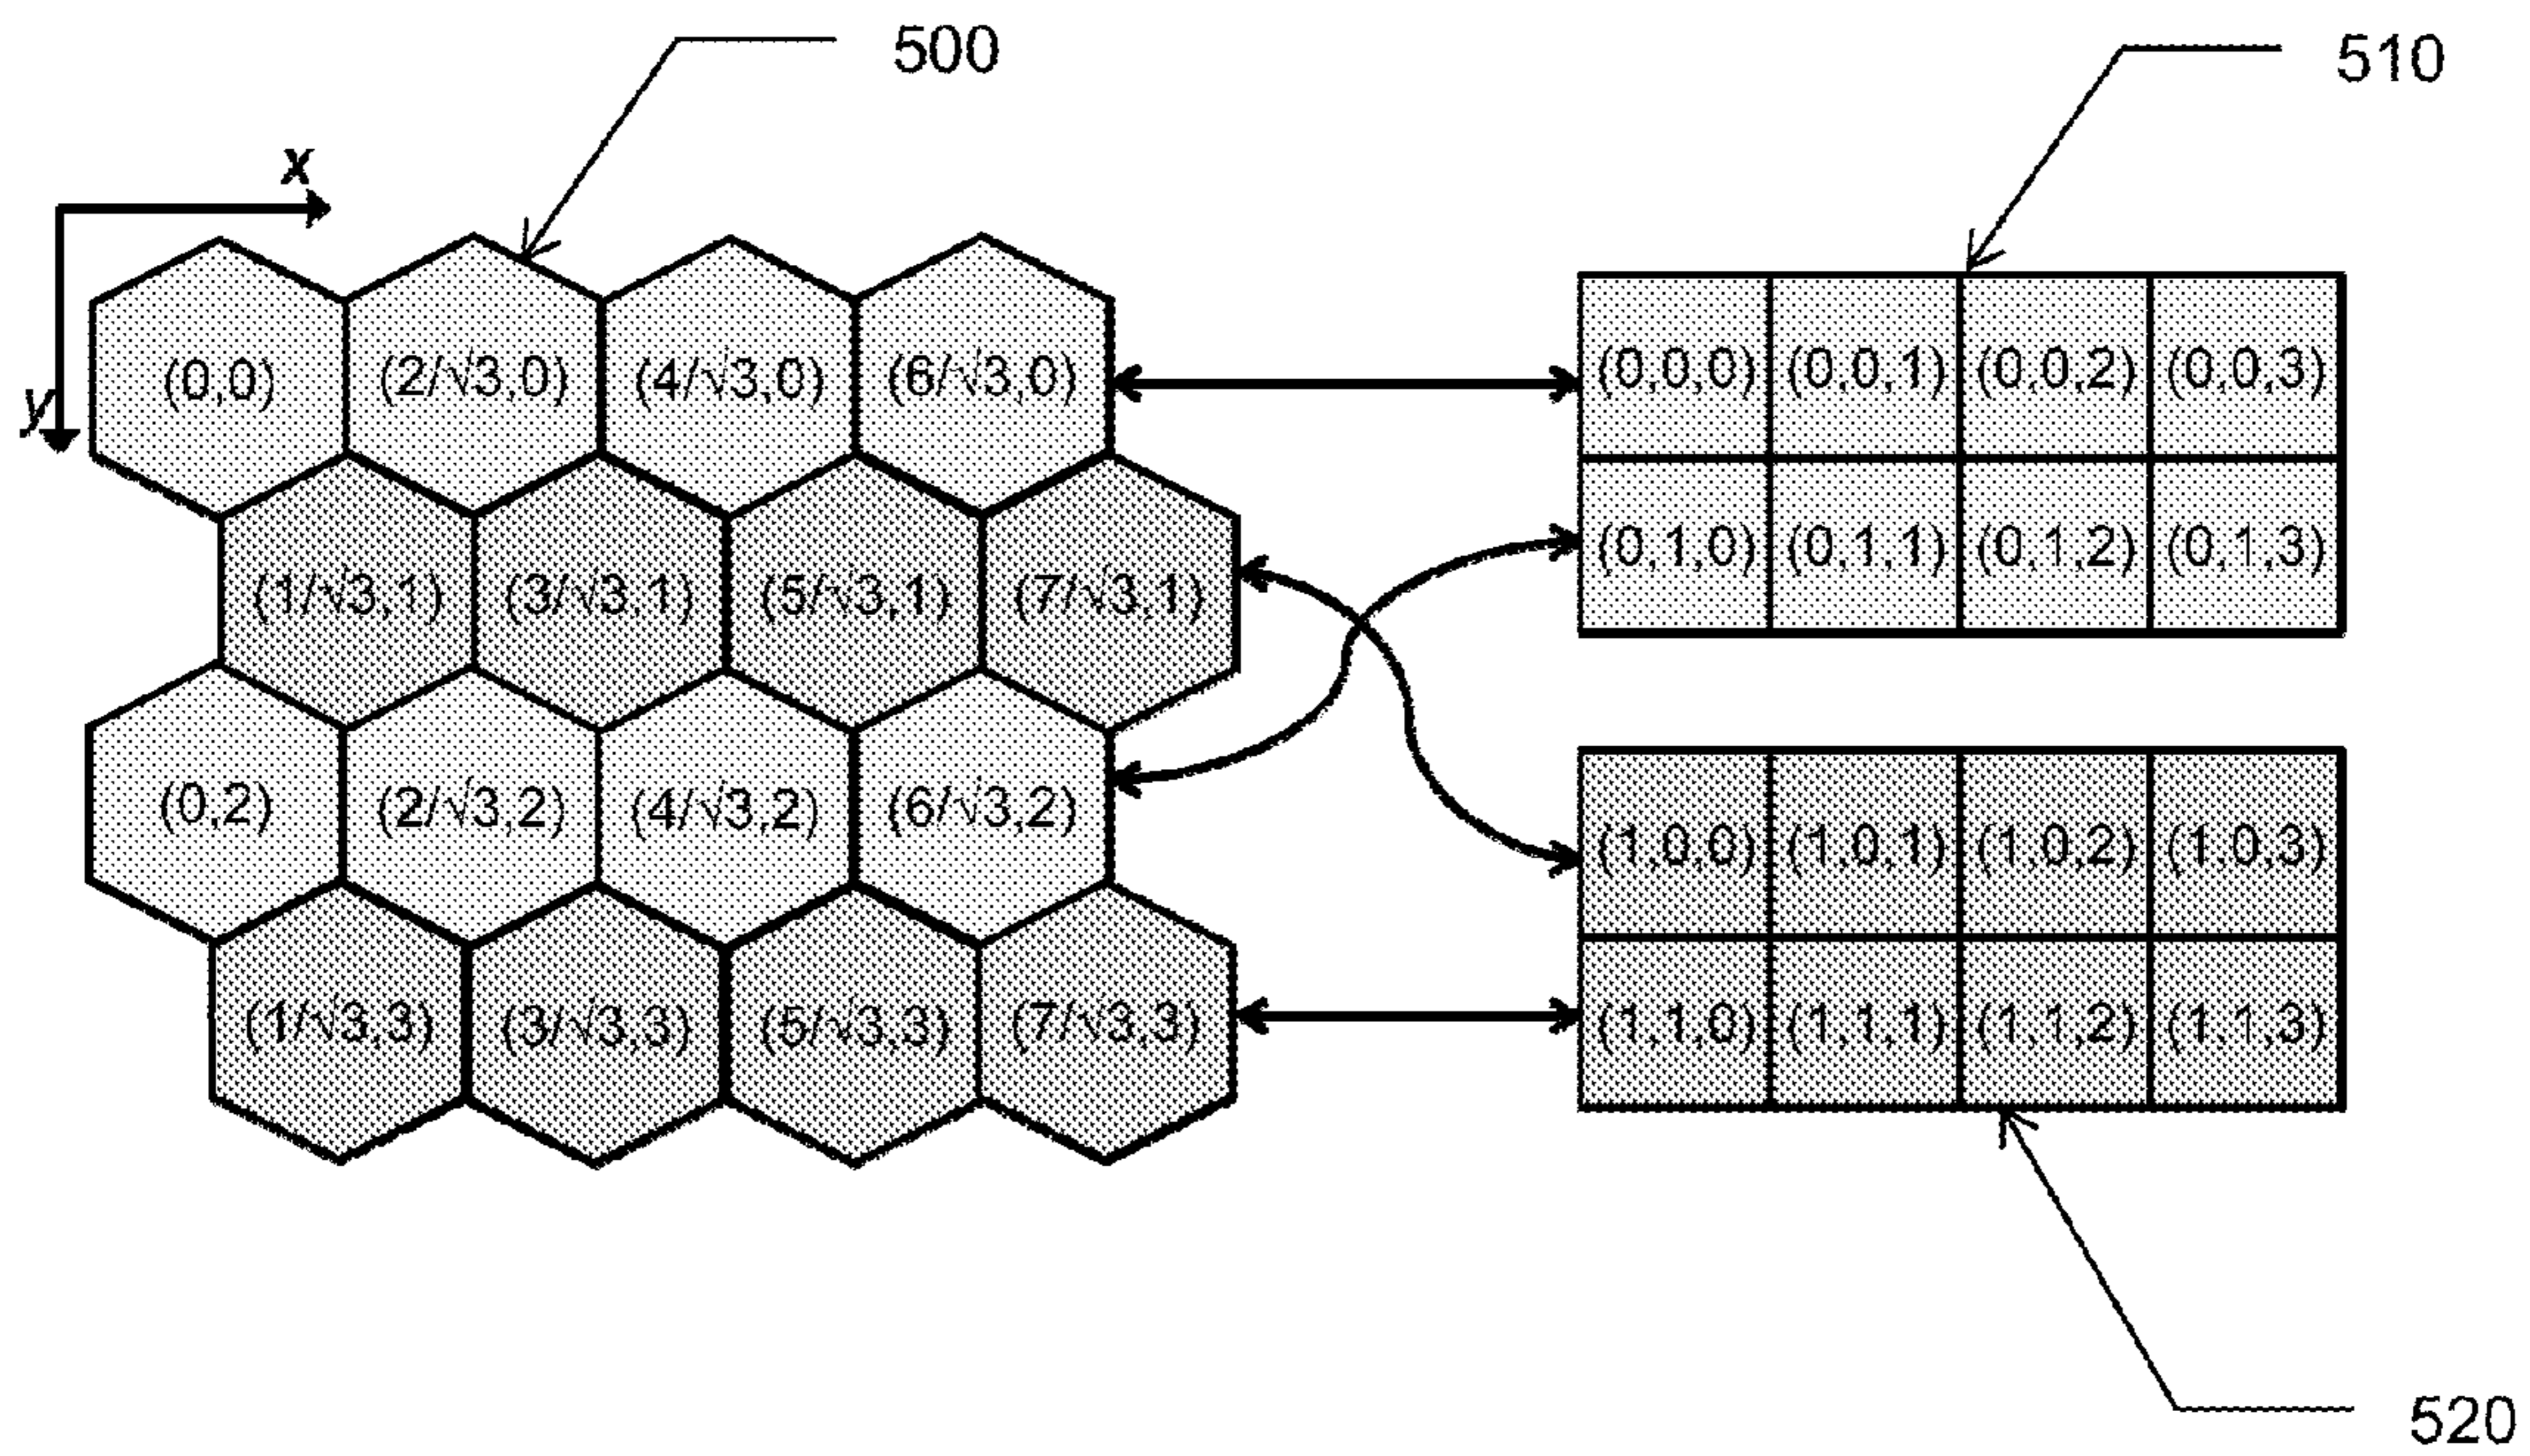 500
510
x
y
(0,0) (2/√3,0) (4/√3,0) (6/√3,0)
(1/√3,1) (3/√3,1) (5/√3,1) (7/√3,1)
(0,2) (2/√3,2) (4/√3,2) (6/√3,2)
(1/√3,3) (3/√3,3) (5/√3,3) (7/√3,3)
(0,0,0) (0,0,1) (0,0,2) (0,0,3)
(0,1,0) (0,1,1) (0,1,2) (0,1,3)
(1,0,0) (1,0,1) (1,0,2) (1,0,3)
(1,1,0) (1,1,1) (1,1,2) (1,1,3)
520